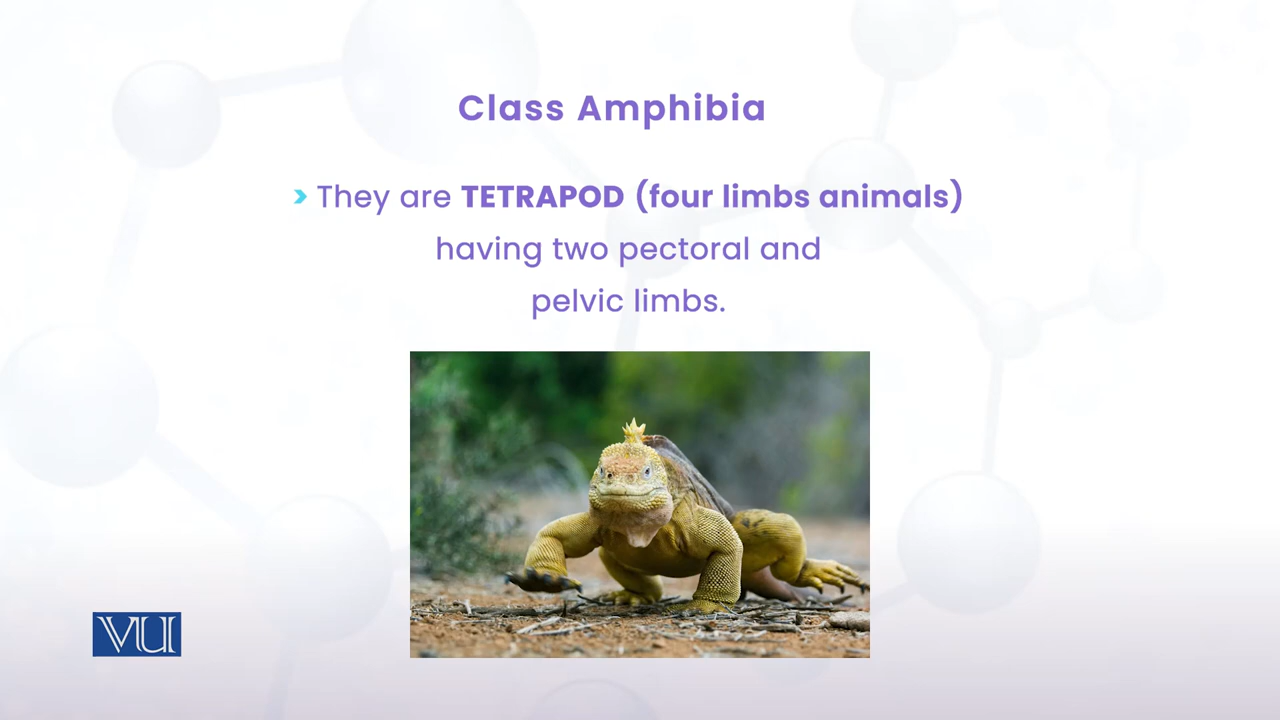 Class Amphibia
> They are TETRAPOD (four limbs animals)
having two pectoral and
pelvic limbs.
VU